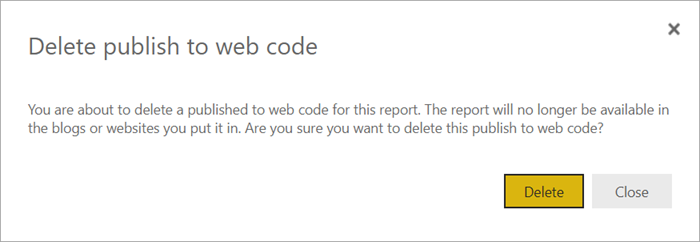 Delete publish to web code
You are about to delete a published to web code for this report. The report will no longer be available in
the blogs or websites you put it in. Are you sure you want to delete this publish to web code?
Delete
Close